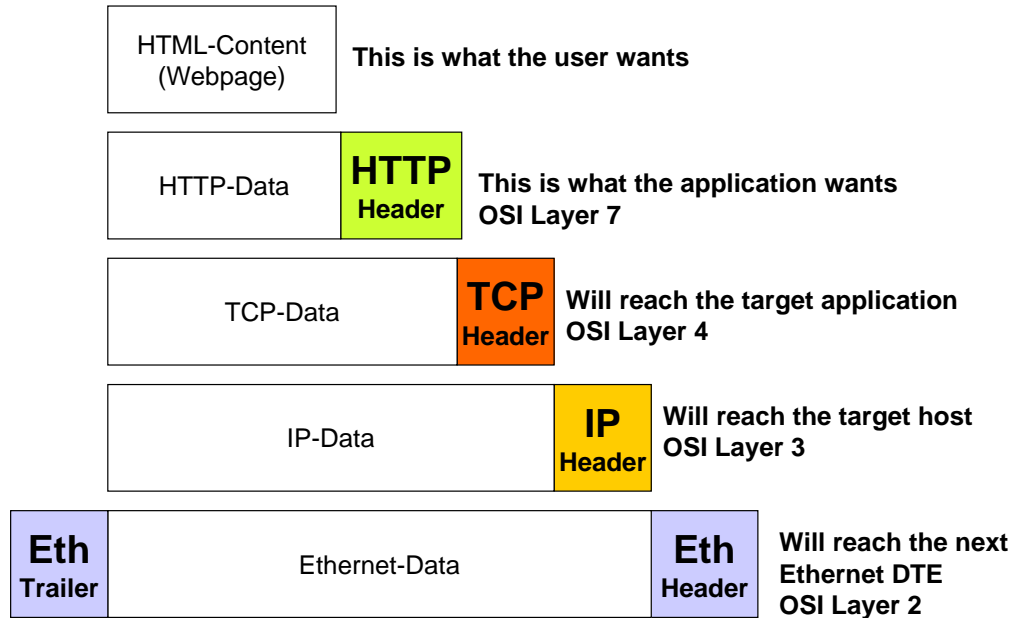 HTML-Content
(Webpage)
This is what the user wants
HTTP-Data
HTTP
Header
This is what the application wants
OSI Layer 7
TCP-Data
TCP
Header
Will reach the target application
OSI Layer 4
IP-Data
IP
Header
Will reach the target host
OSI Layer 3
Eth
Trailer
Ethernet-Data
Eth
Header
Will reach the next
Ethernet DTE
OSI Layer 2